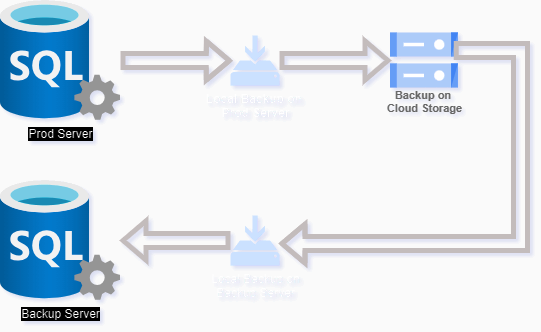 SQL
Prod Server
Local Backup on
Prod Server
Backup on
Cloud Storage
SQL
Backup Server
Local Backup on
Backup Server